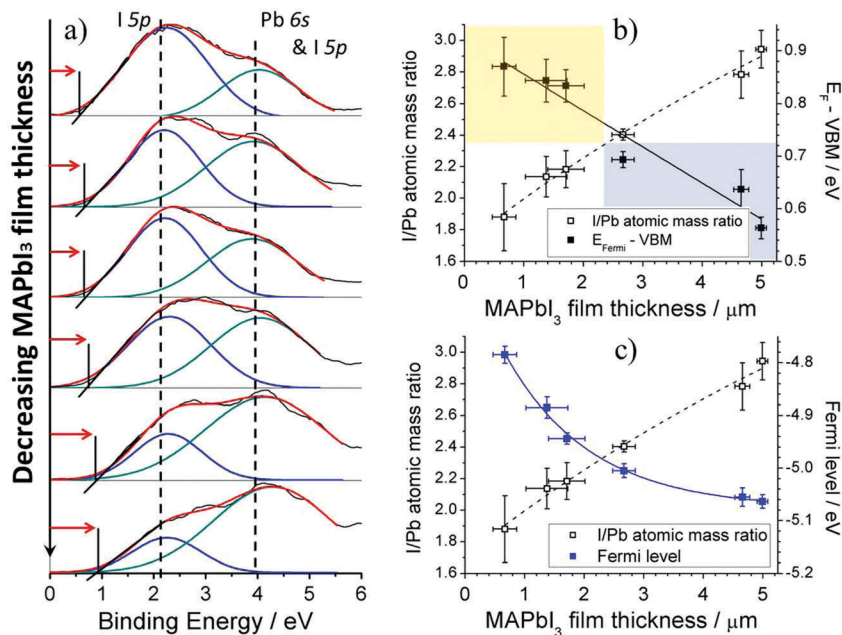 a)
I 5p
Pb 6s
& I 5p
Decreasing MAPbI₃ film thickness
0 1 2 3 4 5 6
Binding Energy / eV
b)
3.0
2.8
2.6
2.4
2.2
2.0
1.8
1.6
I/Pb atomic mass ratio
0.9
0.8
0.7
0.6
0.5
E_F - VBM / eV
I/Pb atomic mass ratio
E_Fermi - VBM
0 1 2 3 4 5
MAPbI₃ film thickness / μm
c)
3.0
2.8
2.6
2.4
2.2
2.0
1.8
1.6
I/Pb atomic mass ratio
-4.8
-4.9
-5.0
-5.1
-5.2
Fermi level / eV
I/Pb atomic mass ratio
Fermi level
0 1 2 3 4 5
MAPbI₃ film thickness / μm